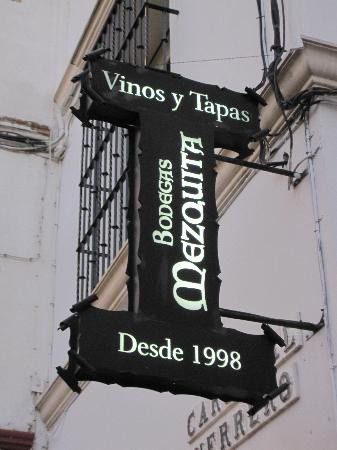 Vinos y Tapas
BODEGAS
MEZQUITA
Desde 1998